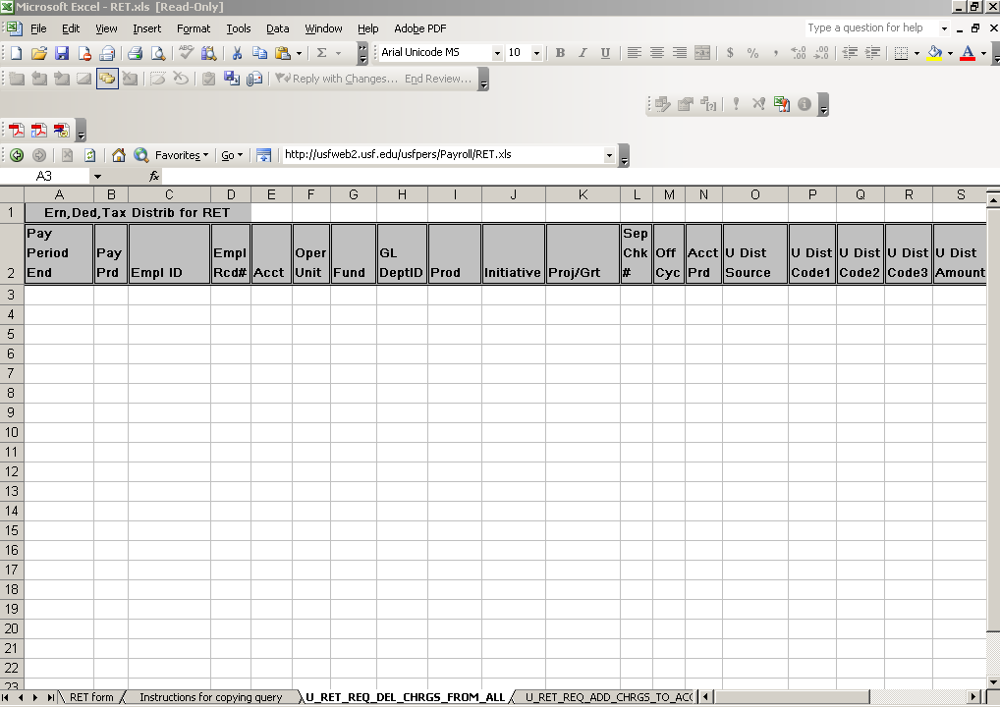 Microsoft Excel - RET.xls [Read-Only]
File Edit View Insert Format Tools Data Window Help Adobe PDF Type a question for help
Arial Unicode MS 10 B I U $ % ,
Reply with Changes... End Review...
Favorites Go http://usfweb2.usf.edu/usfpers/Payroll/RET.xls
A3 fx
A B C D E F G H I J K L M N O P Q R S
1 Ern,Ded,Tax Distrib for RET
2 Pay Period End Pay Prd Empl ID Empl Rcd# Acct Oper Unit Fund GL DeptID Prod Initiative Proj/Grt Sep Chk # Off Cyc Acct Prd U Dist Source U Dist Code1 U Dist Code2 U Dist Code3 U Dist Amount
3
4
5
6
7
8
9
10
11
12
13
14
15
16
17
18
19
20
21
22
23
RET form Instructions for copying query U_RET_REQ_DEL_CHRGS_FROM_ALL U_RET_REQ_ADD_CHRGS_TO_ACC